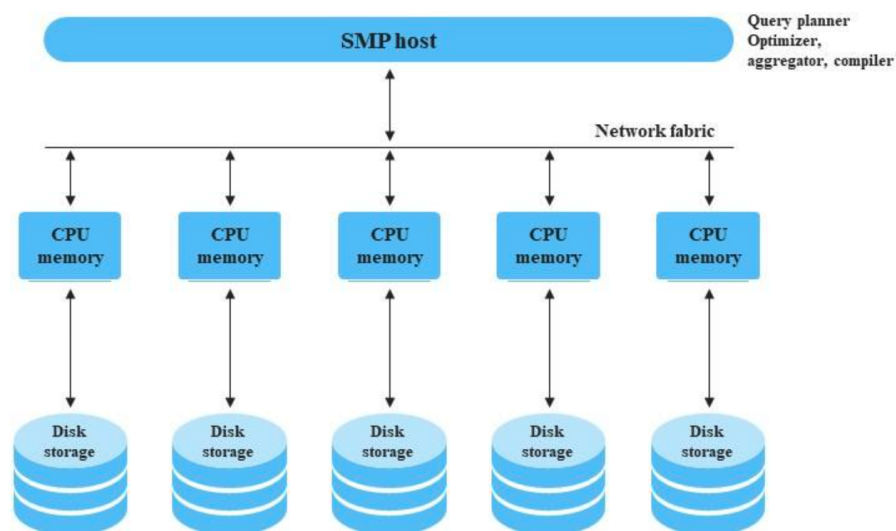 SMP host
Query planner
Optimizer,
aggregator, compiler
Network fabric
CPU
memory
CPU
memory
CPU
memory
CPU
memory
CPU
memory
Disk
storage
Disk
storage
Disk
storage
Disk
storage
Disk
storage